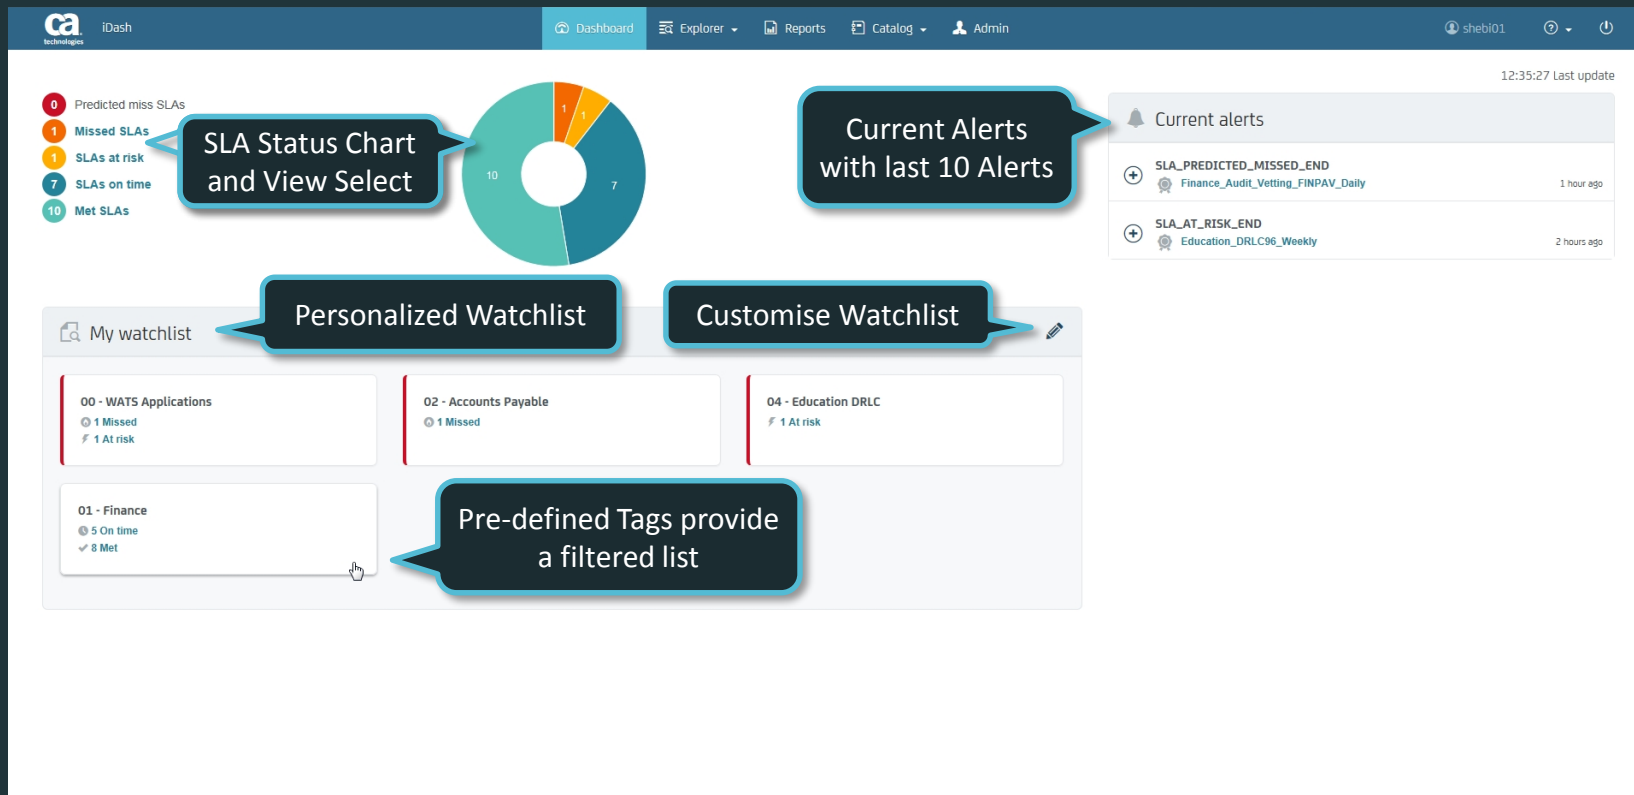 ca
technologies
iDash
Dashboard
Explorer
Reports
Catalog
Admin
shebi01
12:35:27 Last update
0 Predicted miss SLAs
1 Missed SLAs
1 SLAs at risk
7 SLAs on time
10 Met SLAs
SLA Status Chart
and View Select
1
1
10
7
Current Alerts
with last 10 Alerts
Current alerts
SLA_PREDICTED_MISSED_END
Finance_Audit_Vetting_FINPAV_Daily
1 hour ago
SLA_AT_RISK_END
Education_DRLC96_Weekly
2 hours ago
My watchlist
Personalized Watchlist
Customise Watchlist
00 - WATS Applications
1 Missed
1 At risk
02 - Accounts Payable
1 Missed
04 - Education DRLC
1 At risk
01 - Finance
5 On time
8 Met
Pre-defined Tags provide
a filtered list